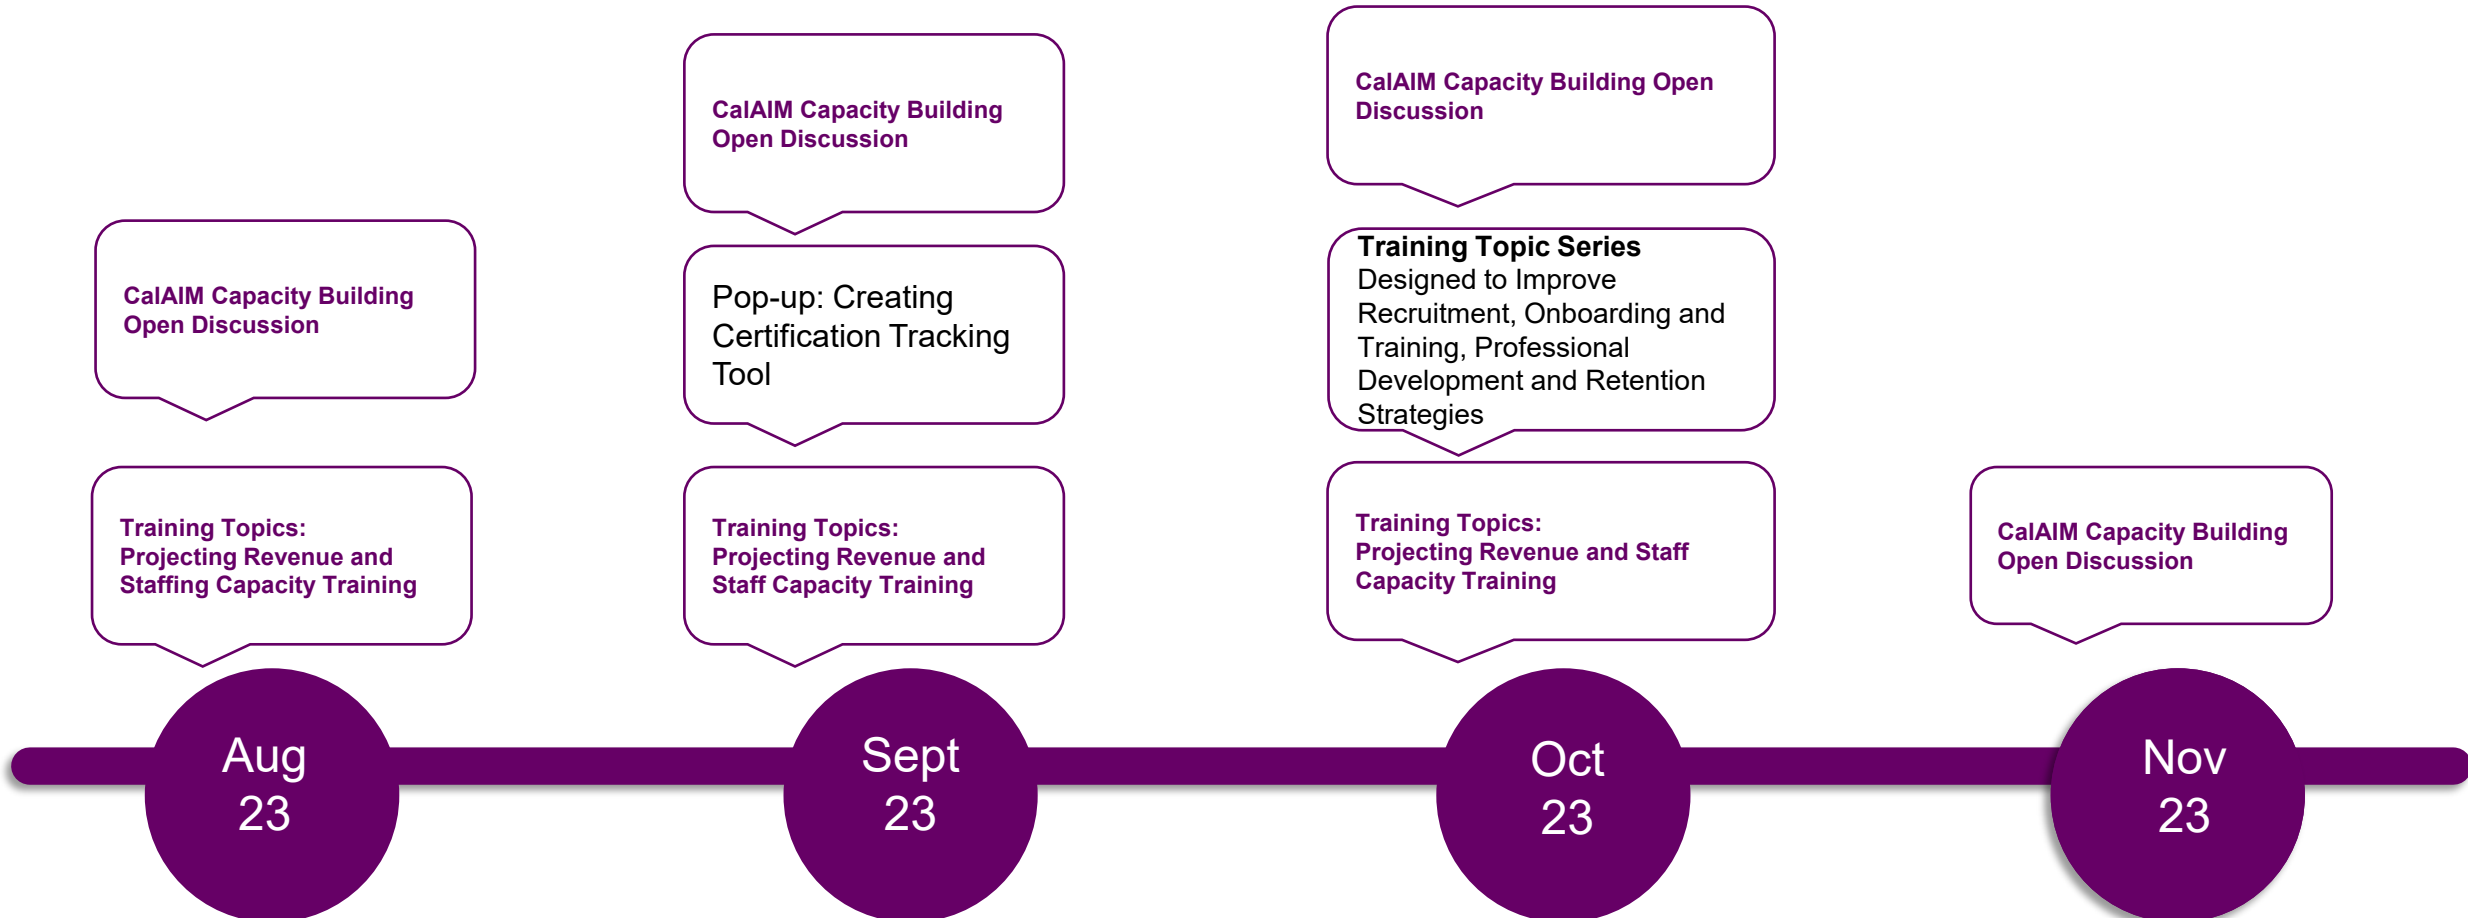 CalAIM Capacity Building
Open Discussion
Training Topics:
Projecting Revenue and
Staffing Capacity Training
Aug
23
CalAIM Capacity Building
Open Discussion
Pop-up: Creating
Certification Tracking
Tool
Training Topics:
Projecting Revenue and
Staff Capacity Training
Sept
23
CalAIM Capacity Building Open
Discussion
Training Topic Series
Designed to Improve
Recruitment, Onboarding and
Training, Professional
Development and Retention
Strategies
Training Topics:
Projecting Revenue and Staff
Capacity Training
Oct
23
CalAIM Capacity Building
Open Discussion
Nov
23